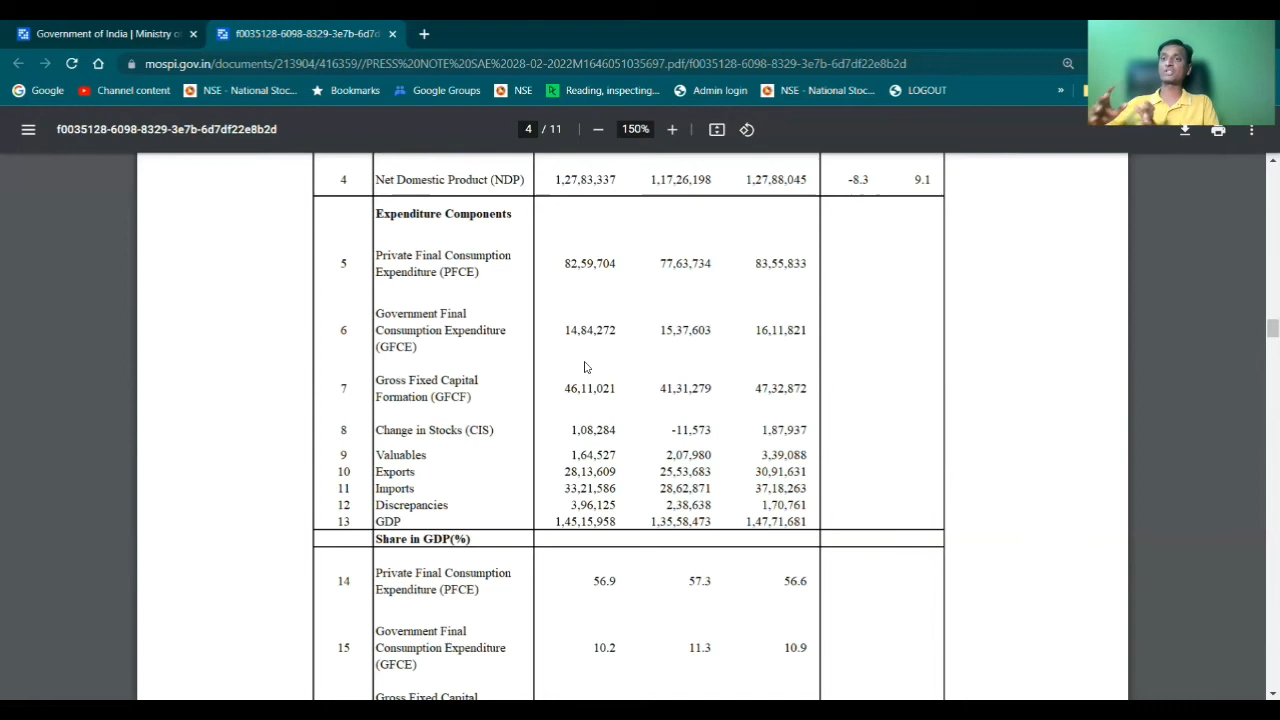 Government of India | Ministry o
f0035128-6098-8329-3e7b-6d7d
mospi.gov.in/documents/213904/416359//PRESS%20NOTE%20SAE%2028-02-2022M1646051035697.pdf/f0035128-6098-8329-3e7b-6d7df22e8b2d
Google Channel content NSE - National Stoc... Bookmarks Google Groups NSE Reading, inspecting... Admin login NSE - National Stoc... LOGOUT »
f0035128-6098-8329-3e7b-6d7df22e8b2d 4 / 11 150%
4 Net Domestic Product (NDP) 1,27,83,337 1,17,26,198 1,27,88,045 -8.3 9.1
Expenditure Components
Private Final Consumption
5 Expenditure (PFCE) 82,59,704 77,63,734 83,55,833
Government Final
6 Consumption Expenditure 14,84,272 15,37,603 16,11,821
(GFCE)
Gross Fixed Capital
7 Formation (GFCF) 46,11,021 41,31,279 47,32,872
8 Change in Stocks (CIS) 1,08,284 -11,573 1,87,937
9 Valuables 1,64,527 2,07,980 3,39,088
10 Exports 28,13,609 25,53,683 30,91,631
11 Imports 33,21,586 28,62,871 37,18,263
12 Discrepancies 3,96,125 2,38,638 1,70,761
13 GDP 1,45,15,958 1,35,58,473 1,47,71,681
Share in GDP(%)
Private Final Consumption
14 Expenditure (PFCE) 56.9 57.3 56.6
Government Final
15 Consumption Expenditure 10.2 11.3 10.9
(GFCE)
Gross Fixed Capital